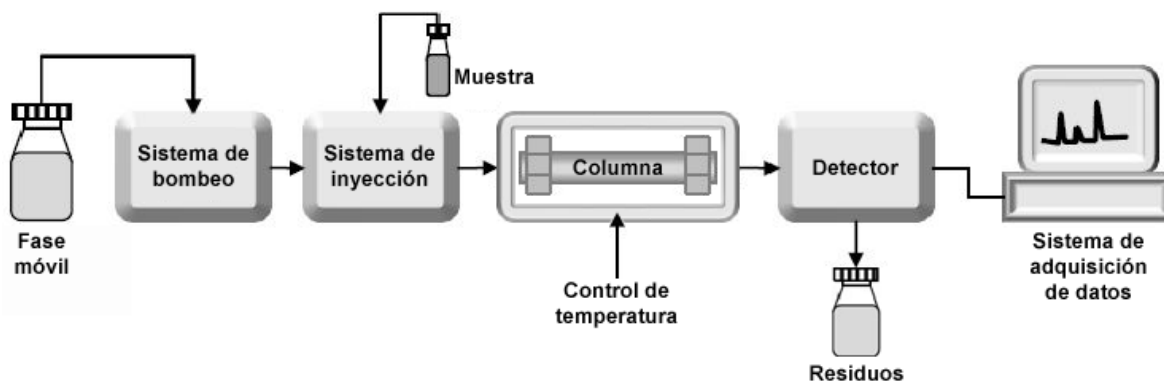 Fase
móvil
Sistema de
bombeo
Muestra
Sistema de
inyección
Columna
Control de
temperatura
Detector
Residuos
Sistema de
adquisición
de datos